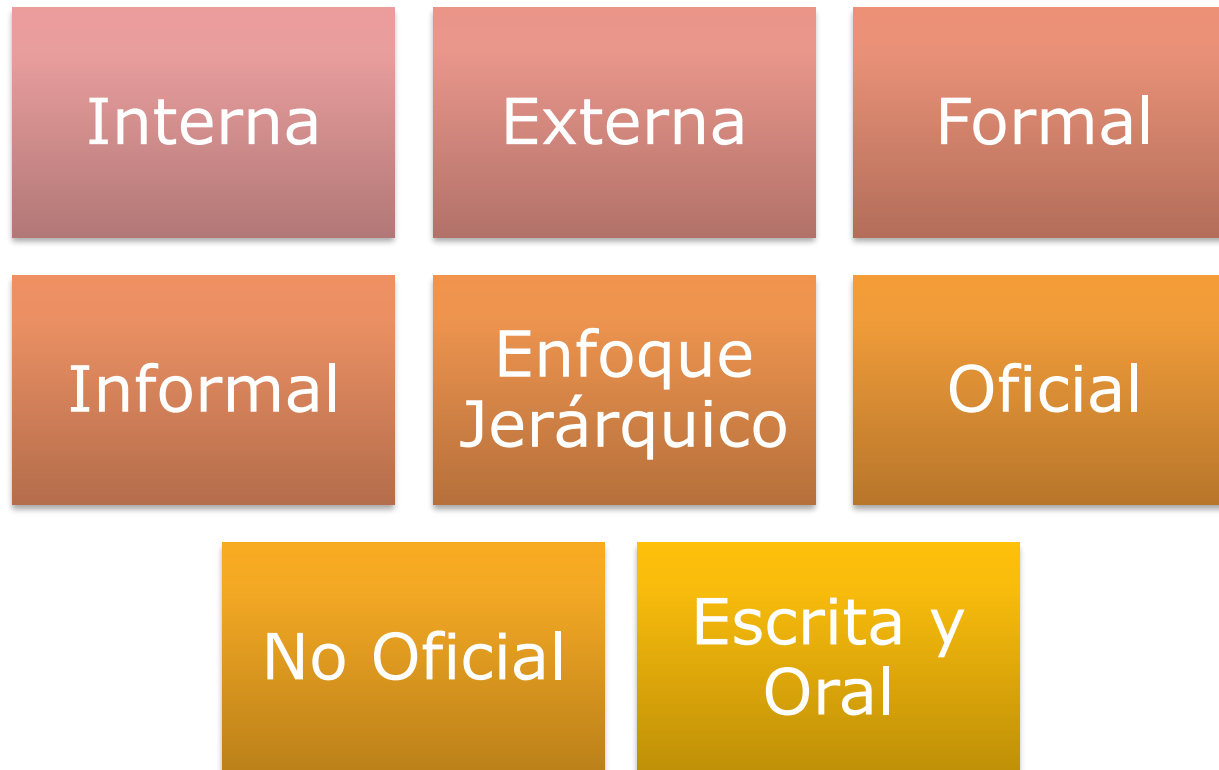 Interna
Externa
Formal
Informal
Enfoque
Jerárquico
Oficial
No Oficial
Escrita y
Oral